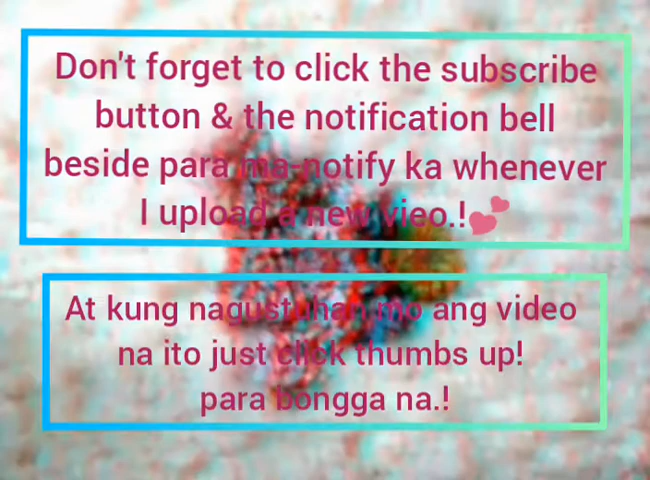 Don't forget to click the subscribe
button & the notification bell
beside para ma-notify ka whenever
I upload a new vieo.!💕
At kung nagustuhan mo ang video
na ito just click thumbs up!
para bongga na.!